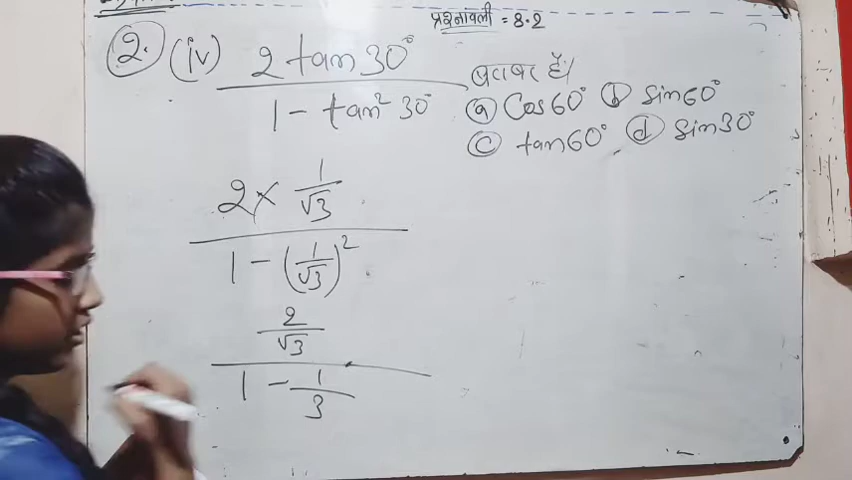 प्रश्नावली = 8.2
2. (iv) 2 tan 30° / 1 - tan² 30° बराबर है।
(a) Cos 60° (b) Sin 60°
(c) tan 60° (d) Sin 30°
2 × 1/√3
1 - (1/√3)²
2/√3
1 - 1/3